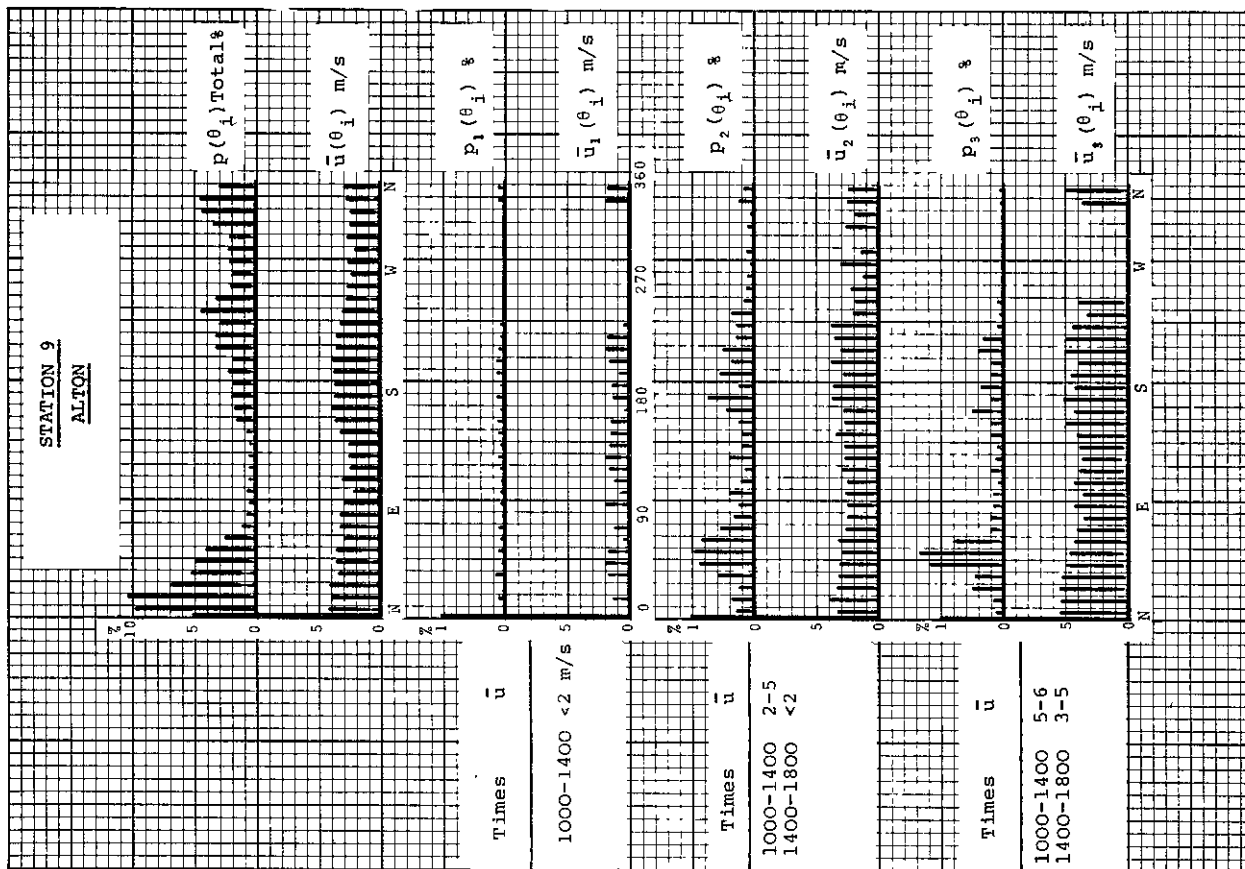 STATION 9
ALTON
%
10
5
0
p(θi)Total%
5
0
ū(θi) m/s
N E S W N
Times ū
1000-1400 <2 m/s
%
1
0
p1(θi) %
5
0
ū1(θi) m/s
0 90 180 270 360
Times ū
1000-1400 2-5
1400-1800 <2
%
1
0
p2(θi) %
5
0
ū2(θi) m/s
Times ū
1000-1400 5-6
1400-1800 3-5
%
1
0
p3(θi) %
5
0
ū3(θi) m/s
N E S W N